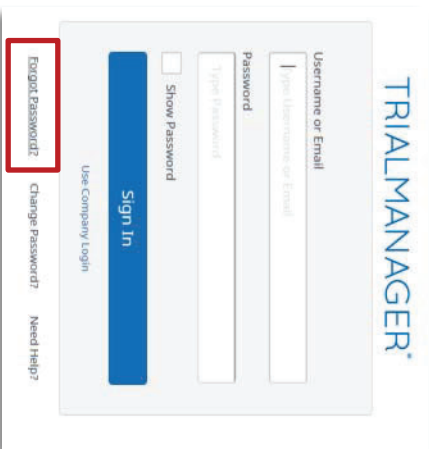 TRIALMANAGER
Username or Email
Type Username or Email
Password
Type Password
Show Password
Sign In
Use Company Login
Forgot Password? Change Password? Need Help?